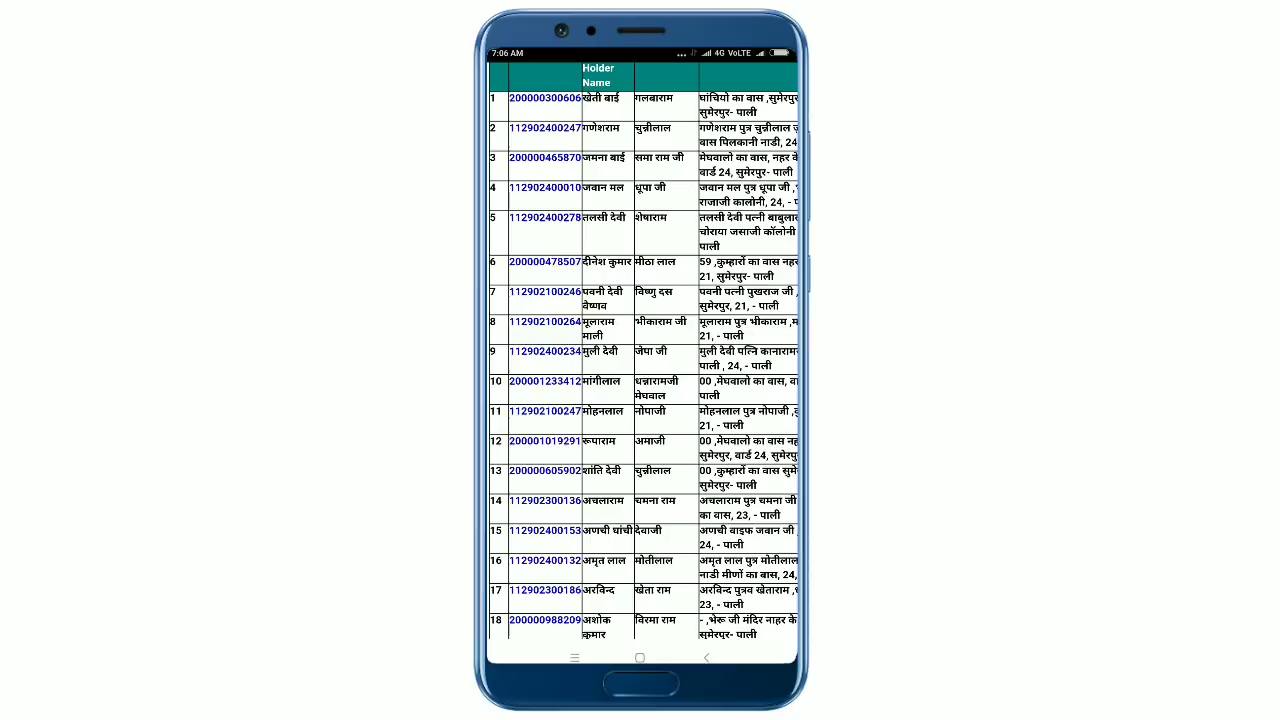 7:06 AM ... 4G VoLTE
Holder
Name
1 200000300606 खेती बाई गलबाराम घांचियो का वास ,सुमेरपुर
सुमेरपुर- पाली
2 112902400247 गणेशराम चुन्नीलाल गणेशराम पुत्र चुन्नीलाल
बास पिलकानी नाडी, 24
3 200000465870 जमना बाई समा राम जी मेघवालो का वास, नहर के
वार्ड 24, सुमेरपुर- पाली
4 112902400010 जवान मल धूपा जी जवान मल पुत्र धूपा जी ,
राजाजी कालोनी, 24, -
5 112902400278 तलसी देवी शेषाराम तलसी देवी पत्नी
चोराया जसाजी कॉलोनी
पाली
6 200000478507 दीनेश कुमार मीठा लाल 59 ,कुम्हारों का वास नहर
21, सुमेरपुर- पाली
7 112902100246 पवनी देवी विष्णु दस पवनी पत्नी पुखराज जी ,
वेष्णव सुमेरपुर, 21, - पाली
8 112902100264 मूलाराम भीकाराम जी मूलाराम पुत्र भीकाराम ,
माली 21, - पाली
9 112902400234 मुली देवी जेपा जी मुली देवी पत्नि कानाराम
पाली , 24, - पाली
10 200001233412 मांगीलाल धन्नारामजी 00 ,मेघवालो का वास,
मेघवाल पाली
11 112902100247 मोहनलाल नोपाजी मोहनलाल पुत्र नोपाजी ,
21, - पाली
12 200001019291 रूपाराम अमाजी 00 ,मेघवालो का वास
सुमेरपुर, वार्ड 24,
13 200000605902 शांति देवी चुन्नीलाल 00 ,कुम्हारों का वास
सुमेरपुर- पाली
14 112902300136 अचलाराम चमना राम अचलाराम पुत्र चमना जी
का वास, 23, - पाली
15 112902400153 अणची घांची देवाजी अणची वाइफ जवान जी
24, - पाली
16 112902400132 अमृत लाल मोतीलाल अमृत लाल पुत्र मोतीलाल
नाडी मीणों का बास, 24,
17 112902300186 अरविन्द खेता राम अरविन्द पुत्रव खेताराम ,
23, - पाली
18 200000988209 अशोक विरमा राम - ,भेरू जी मंदिर नाहर के
कुमार सुमेरपुर- पाली